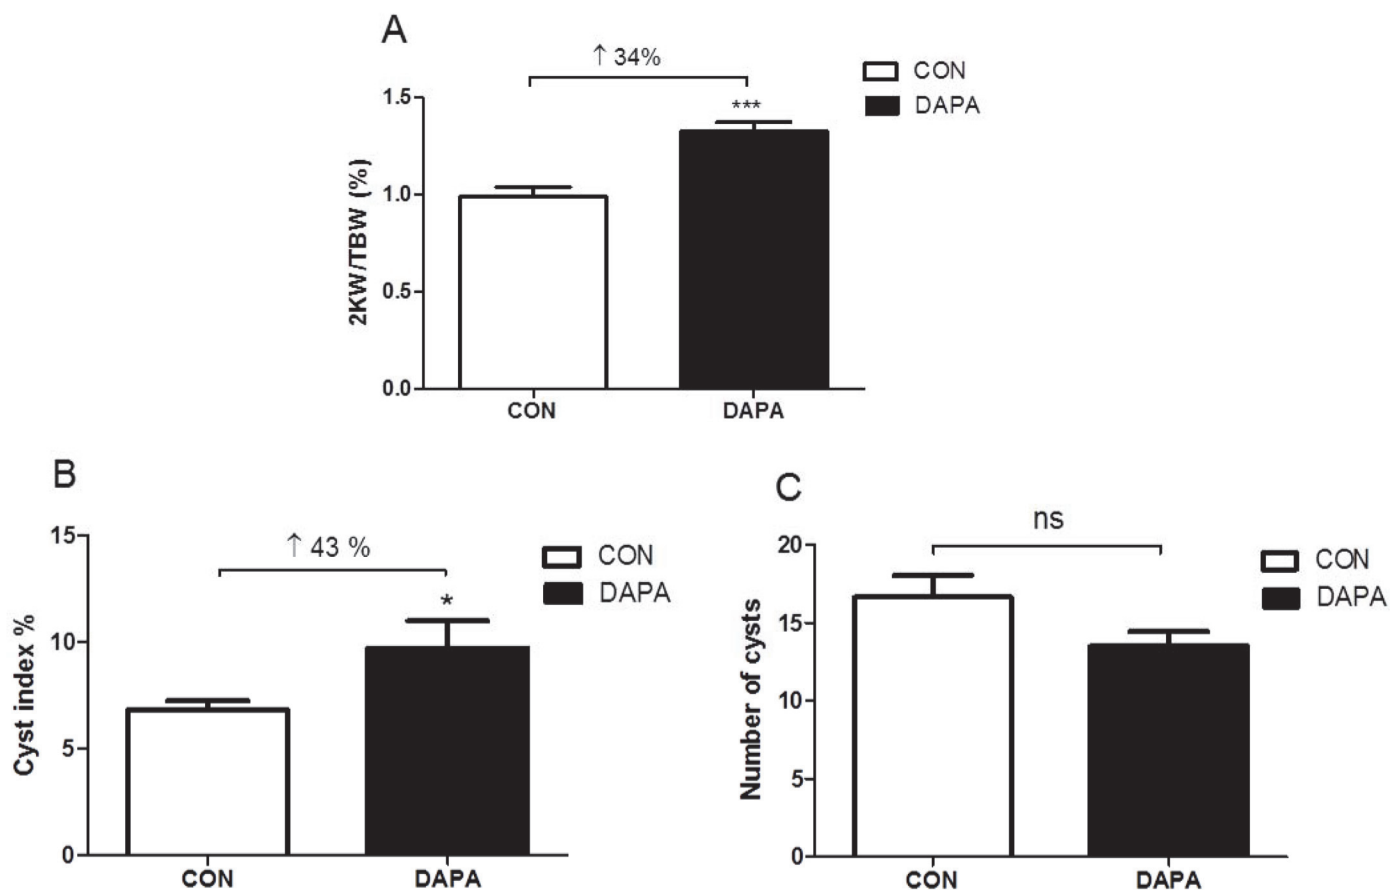 A
↑ 34%
CON
DAPA
***
1.5
1.0
0.5
0.0
2KW/TBW (%)
CON DAPA
B
↑ 43 %
CON
DAPA
*
15
10
5
0
Cyst index %
CON DAPA
C
ns
CON
DAPA
20
15
10
5
0
Number of cysts
CON DAPA